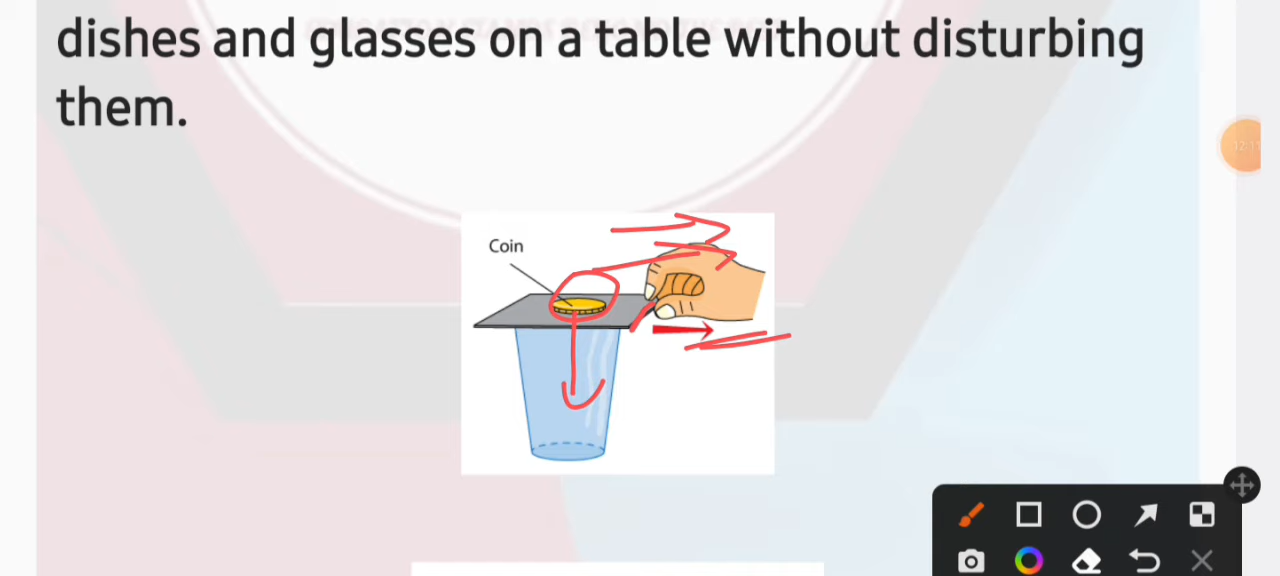 dishes and glasses on a table without disturbing
them.
Coin